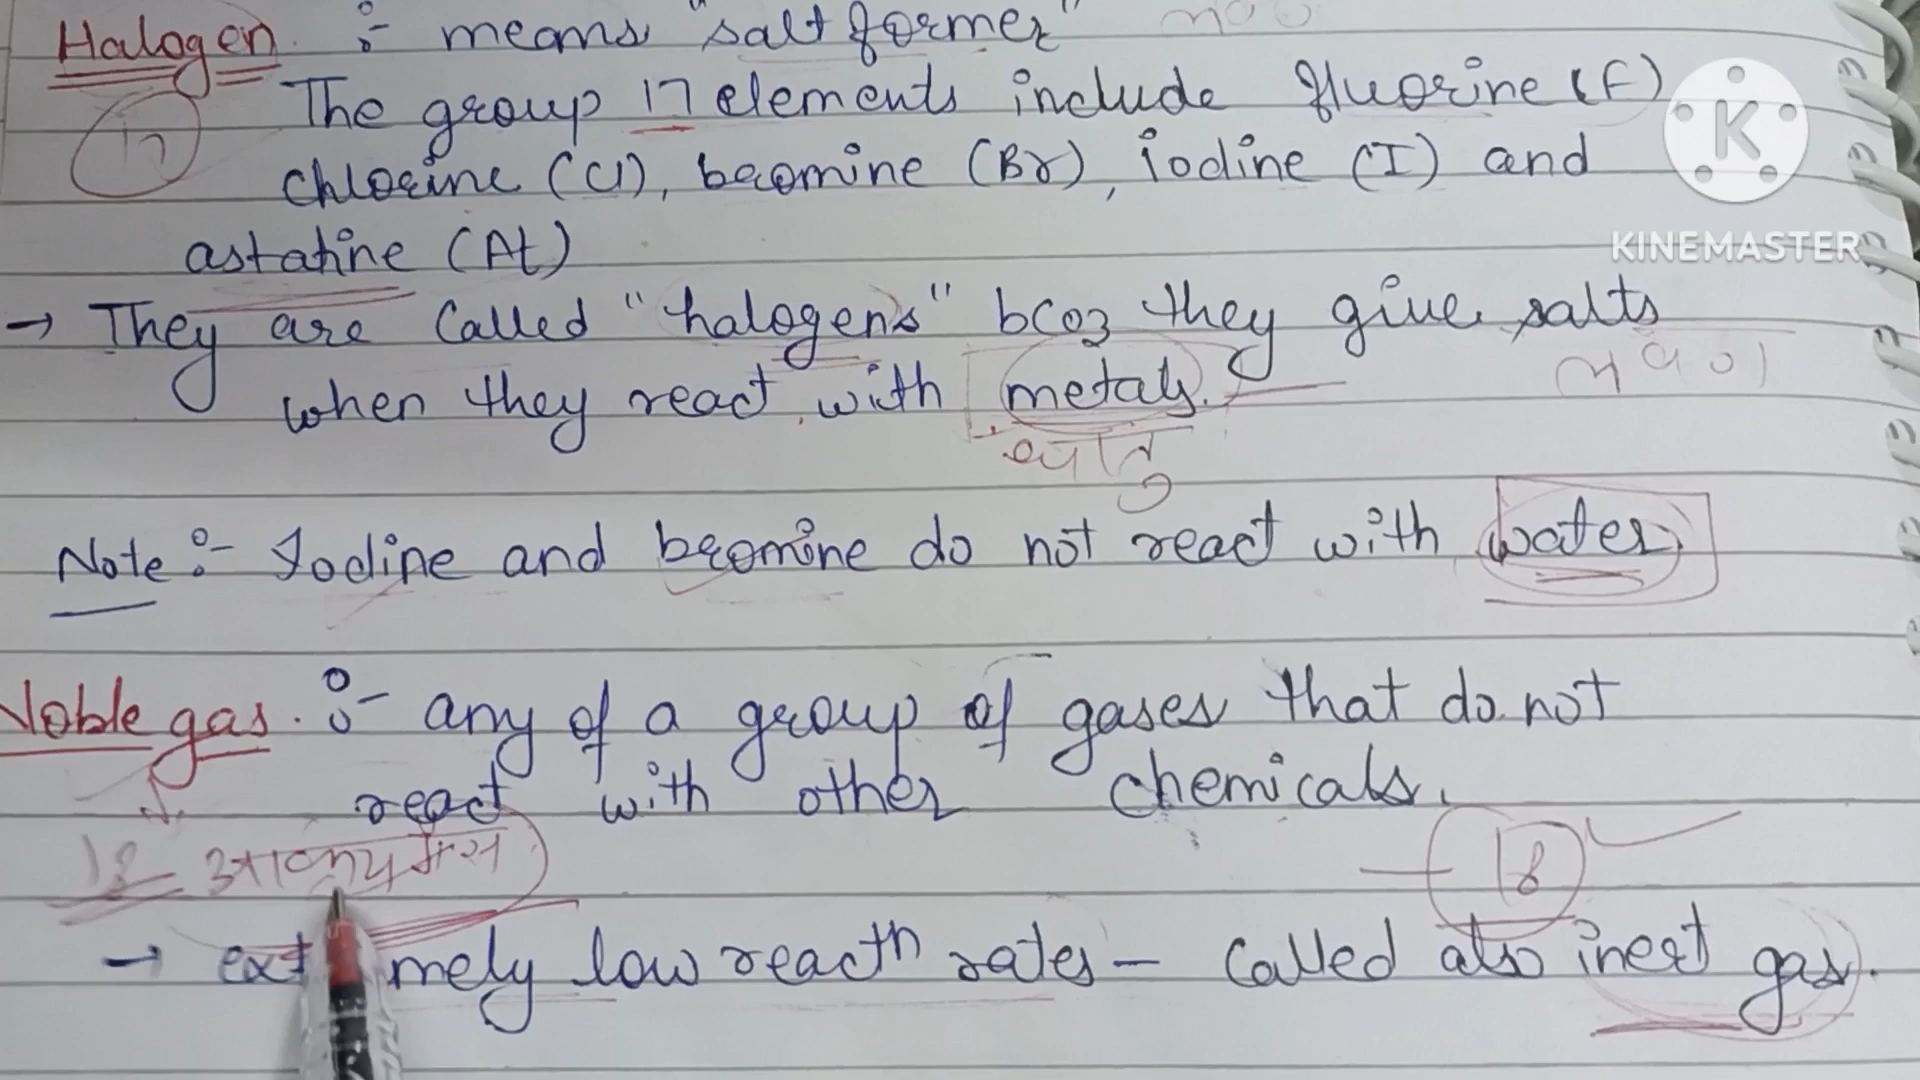 Halogen :- means "salt former"
The group 17 elements include fluorine (F)
17
chlorine (Cl), bromine (Br), iodine (I) and
astatine (At)
→ They are called "halogens" bcoz they give salts
लवण
when they react with metals.
धातु
Note :- Iodine and bromine do not react with water
Noble gas. :- any of a group of gases that do not
react with other chemicals.
18
18
→ extremely low reactn rates - called also inert gas.
KINEMASTER